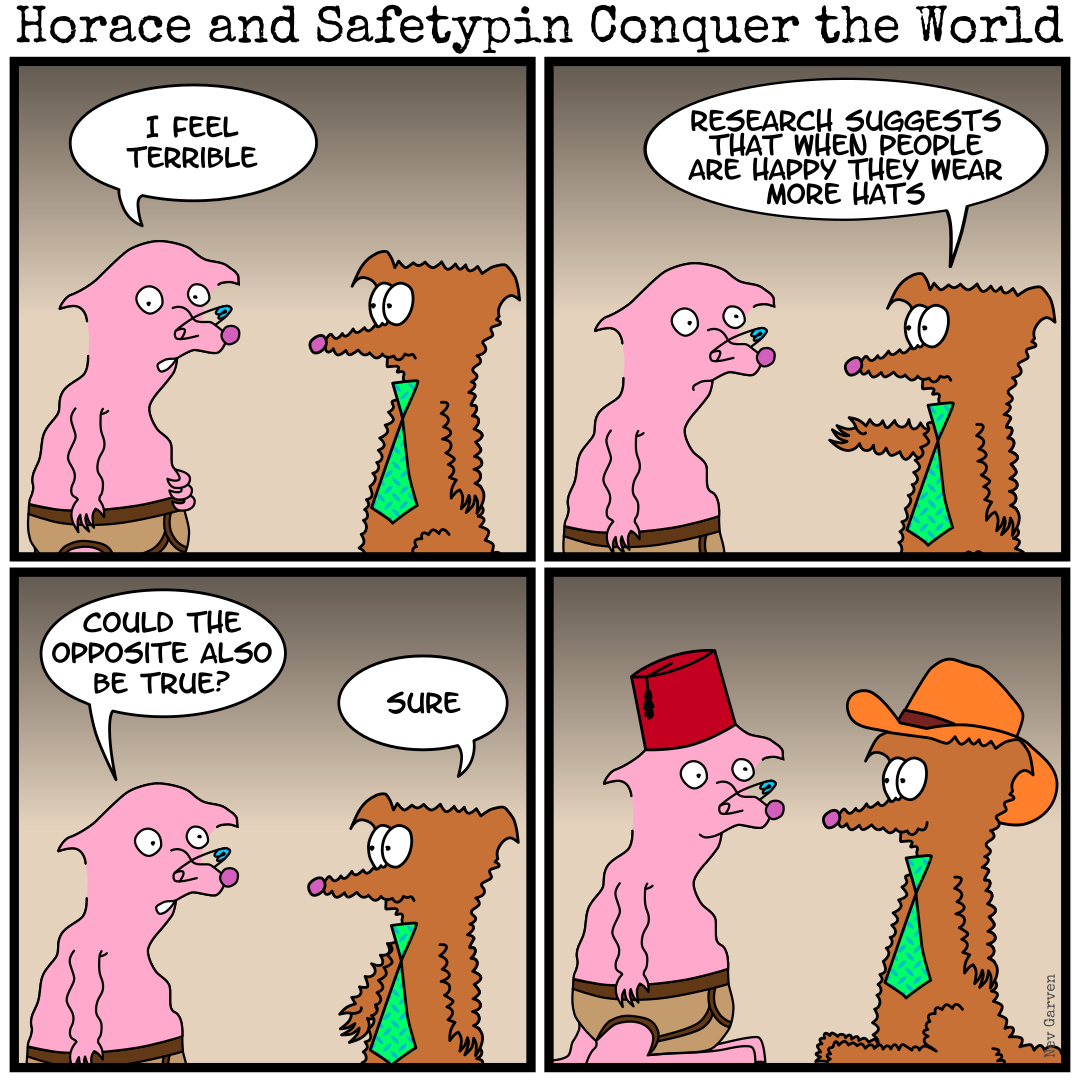 Horace and Safetypin Conquer the World
I FEEL
TERRIBLE
RESEARCH SUGGESTS
THAT WHEN PEOPLE
ARE HAPPY THEY WEAR
MORE HATS
COULD THE
OPPOSITE ALSO
BE TRUE?
SURE
Nev Garven